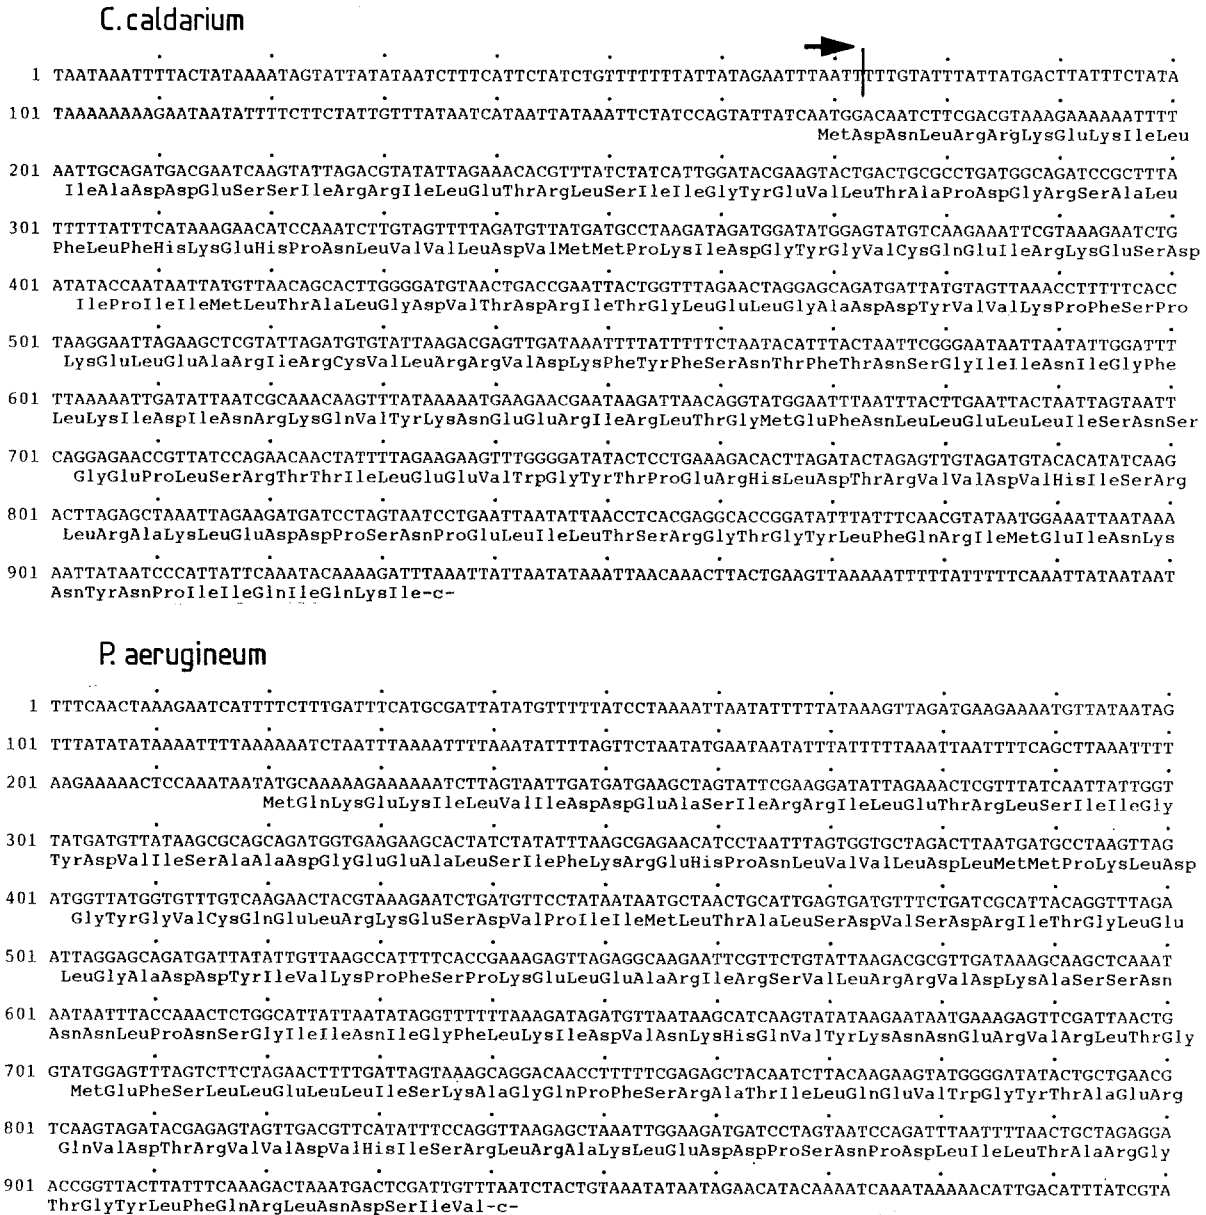 C. caldarium
1 TAATAAATTTTACTATAAAATAGTATTATATAATCTTTCATTCTATCTGTTTTTTTATTATAGAATTTAATTTTTGTATTTATTATGACTTATTTCTATA
101 TAAAAAAAAGAATAATATTTTCTTCTATTGTTTATAATCATAATTATAAATTCTATCCAGTATTATCAATGGACAATCTTCGACGTAAAGAAAAAATTTT
MetAspAsnLeuArgArgLysGluLysIleLeu
201 AATTGCAGATGACGAATCAAGTATTAGACGTATATTAGAAACACGTTTATCTATCATTGGATACGAAGTACTGACTGCGCCTGATGGCAGATCCGCTTTA
IleAlaAspAspGluSerSerIleArgArgIleLeuGluThrArgLeuSerIleIleGlyTyrGluValLeuThrAlaProAspGlyArgSerAlaLeu
301 TTTTTATTTCATAAAGAACATCCAAATCTTGTAGTTTTAGATGTTATGATGCCTAAGATAGATGGATATGGAGTATGTCAAGAAATTCGTAAAGAATCTG
PheLeuPheHisLysGluHisProAsnLeuValValLeuAspValMetMetProLysIleAspGlyTyrGlyValCysGlnGluIleArgLysGluSerAsp
401 ATATACCAATAATTATGTTAACAGCACTTGGGGATGTAACTGACCGAATTACTGGTTTAGAACTAGGAGCAGATGATTATGTAGTTAAACCTTTTTCACC
IleProIleIleMetLeuThrAlaLeuGlyAspValThrAspArgIleThrGlyLeuGluLeuGlyAlaAspAspTyrValValLysProPheSerPro
501 TAAGGAATTAGAAGCTCGTATTAGATGTGTATTAAGACGAGTTGATAAATTTTATTTTTCTAATACATTTACTAATTCGGGAATAATTAATATTGGATTT
LysGluLeuGluAlaArgIleArgCysValLeuArgArgValAspLysPheTyrPheSerAsnThrPheThrAsnSerGlyIleIleAsnIleGlyPhe
601 TTAAAAATTGATATTAATCGCAAACAAGTTTATAAAAATGAAGAACGAATAAGATTAACAGGTATGGAATTTAATTTACTTGAATTACTAATTAGTAATT
LeuLysIleAspIleAsnArgLysGlnValTyrLysAsnGluGluArgIleArgLeuThrGlyMetGluPheAsnLeuLeuGluLeuLeuIleSerAsnSer
701 CAGGAGAACCGTTATCCAGAACAACTATTTTAGAAGAAGTTTGGGGATATACTCCTGAAAGACACTTAGATACTAGAGTTGTAGATGTACACATATCAAG
GlyGluProLeuSerArgThrThrIleLeuGluGluValTrpGlyTyrThrProGluArgHisLeuAspThrArgValValAspValHisIleSerArg
801 ACTTAGAGCTAAATTAGAAGATGATCCTAGTAATCCTGAATTAATATTAACCTCACGAGGCACCGGATATTTATTTCAACGTATAATGGAAATTAATAAA
LeuArgAlaLysLeuGluAspAspProSerAsnProGluLeuIleLeuThrSerArgGlyThrGlyTyrLeuPheGlnArgIleMetGluIleAsnLys
901 AATTATAATCCCATTATTCAAATACAAAAGATTTAAATTATTAATATAAATTAACAAACTTACTGAAGTTAAAAATTTTTATTTTTCAAATTATAATAAT
AsnTyrAsnProIleIleGlnIleGlnLysIle-c-
P. aerugineum
1 TTTCAACTAAAGAATCATTTTCTTTGATTTCATGCGATTATATGTTTTTATCCTAAAATTAATATTTTTATAAAGTTAGATGAAGAAAATGTTATAATAG
101 TTTATATATAAAATTTTAAAAAATCTAATTTAAAATTTTAAATATTTTAGTTCTAATATGAATAATATTTATTTTTAAATTAATTTTCAGCTTAAATTTT
201 AAGAAAAACTCCAAATAATATGCAAAAAGAAAAAATCTTAGTAATTGATGATGAAGCTAGTATTCGAAGGATATTAGAAACTCGTTTATCAATTATTGGT
MetGlnLysGluLysIleLeuValIleAspAspGluAlaSerIleArgArgIleLeuGluThrArgLeuSerIleIleGly
301 TATGATGTTATAAGCGCAGCAGATGGTGAAGAAGCACTATCTATATTTAAGCGAGAACATCCTAATTTAGTGGTGCTAGACTTAATGATGCCTAAGTTAG
TyrAspValIleSerAlaAlaAspGlyGluGluAlaLeuSerIlePheLysArgGluHisProAsnLeuValValLeuAspLeuMetMetProLysLeuAsp
401 ATGGTTATGGTGTTTGTCAAGAACTACGTAAAGAATCTGATGTTCCTATAATAATGCTAACTGCATTGAGTGATGTTTCTGATCGCATTACAGGTTTAGA
GlyTyrGlyValCysGlnGluLeuArgLysGluSerAspValProIleIleMetLeuThrAlaLeuSerAspValSerAspArgIleThrGlyLeuGlu
501 ATTAGGAGCAGATGATTATATTGTTAAGCCATTTTCACCGAAAGAGTTAGAGGCAAGAATTCGTTCTGTATTAAGACGCGTTGATAAAGCAAGCTCAAAT
LeuGlyAlaAspAspTyrIleValLysProPheSerProLysGluLeuGluAlaArgIleArgSerValLeuArgArgValAspLysAlaSerSerAsn
601 AATAATTTACCAAACTCTGGCATTATTAATATAGGTTTTTTAAAGATAGATGTTAATAAGCATCAAGTATATAAGAATAATGAAAGAGTTCGATTAACTG
AsnAsnLeuProAsnSerGlyIleIleAsnIleGlyPheLeuLysIleAspValAsnLysHisGlnValTyrLysAsnAsnGluArgValArgLeuThrGly
701 GTATGGAGTTTAGTCTTCTAGAACTTTTGATTAGTAAAGCAGGACAACCTTTTTCGAGAGCTACAATCTTACAAGAAGTATGGGGATATACTGCTGAACG
MetGluPheSerLeuLeuGluLeuLeuIleSerLysAlaGlyGlnProPheSerArgAlaThrIleLeuGlnGluValTrpGlyTyrThrAlaGluArg
801 TCAAGTAGATACGAGAGTAGTTGACGTTCATATTTCCAGGTTAAGAGCTAAATTGGAAGATGATCCTAGTAATCCAGATTTAATTTTAACTGCTAGAGGA
GlnValAspThrArgValValAspValHisIleSerArgLeuArgAlaLysLeuGluAspAspProSerAsnProAspLeuIleLeuThrAlaArgGly
901 ACCGGTTACTTATTTCAAAGACTAAATGACTCGATTGTTTAATCTACTGTAAATATAATAGAACATACAAAATCAAATAAAAACATTGACATTTATCGTA
ThrGlyTyrLeuPheGlnArgLeuAsnAspSerIleVal-c-